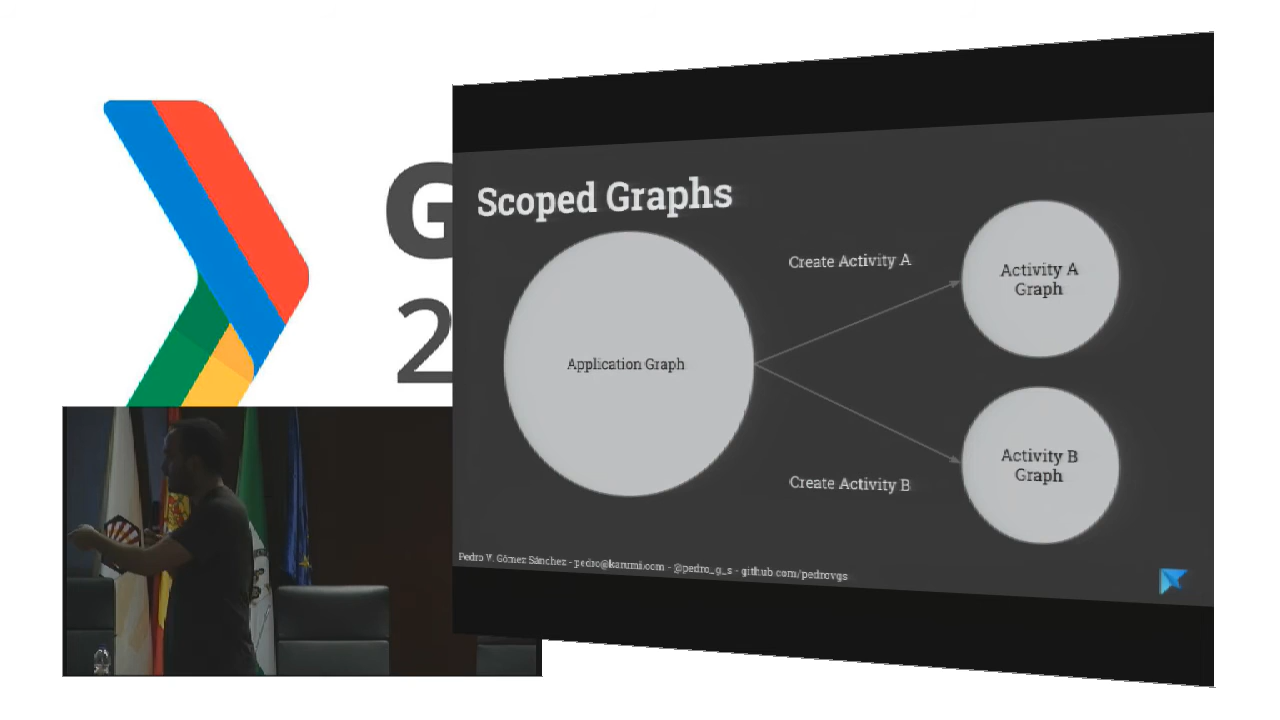 G
2
Scoped Graphs
Create Activity A
Activity A
Graph
Application Graph
Activity B
Graph
Create Activity B
Pedro V. Gómez Sánchez - pedro@karumi.com - @pedro_g_s - github.com/pedrovgs